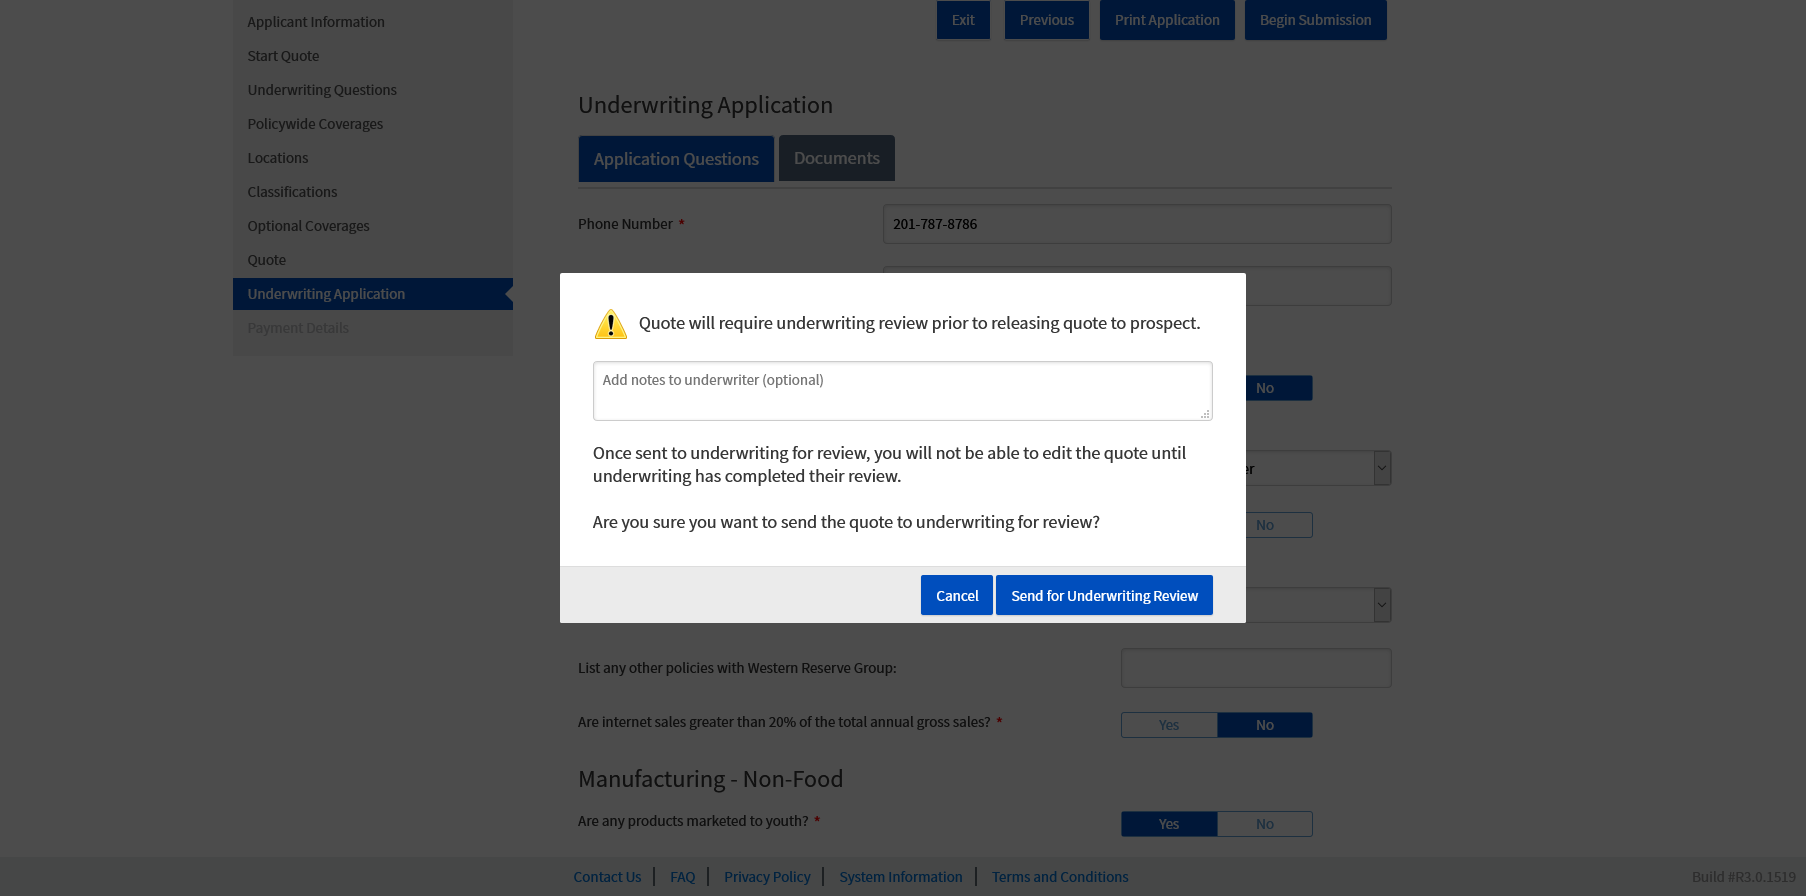 Applicant Information
Start Quote
Underwriting Questions
Policywide Coverages
Locations
Classifications
Optional Coverages
Quote
Underwriting Application
Payment Details
Exit
Previous
Print Application
Begin Submission
Underwriting Application
Application Questions
Documents
Phone Number *
201-787-8786
Quote will require underwriting review prior to releasing quote to prospect.
Add notes to underwriter (optional)
Once sent to underwriting for review, you will not be able to edit the quote until
underwriting has completed their review.
Are you sure you want to send the quote to underwriting for review?
Cancel
Send for Underwriting Review
No
No
List any other policies with Western Reserve Group:
Are internet sales greater than 20% of the total annual gross sales? *
Yes
No
Manufacturing - Non-Food
Are any products marketed to youth? *
Yes
No
Contact Us
FAQ
Privacy Policy
System Information
Terms and Conditions
Build #R3.0.1519